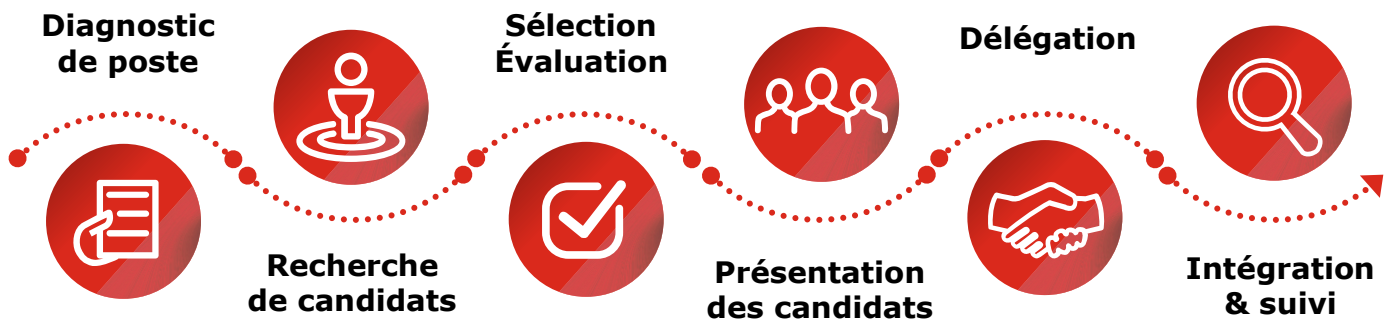 Diagnostic
de poste
Recherche
de candidats
Sélection
Évaluation
Présentation
des candidats
Délégation
Intégration
& suivi